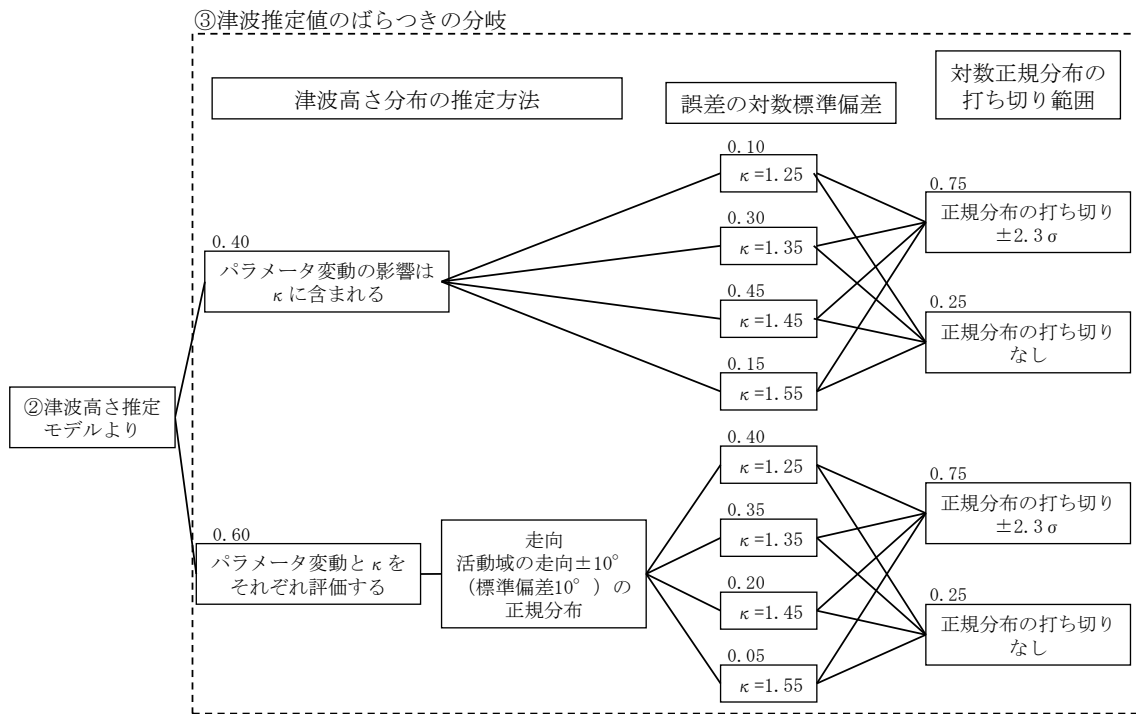 ③津波推定値のばらつきの分岐
津波高さ分布の推定方法
誤差の対数標準偏差
対数正規分布の
打ち切り範囲
②津波高さ推定
モデルより
0.40
パラメータ変動の影響は
κに含まれる
0.10
κ=1.25
0.30
κ=1.35
0.45
κ=1.45
0.15
κ=1.55
0.75
正規分布の打ち切り
±2.3σ
0.25
正規分布の打ち切り
なし
0.60
パラメータ変動とκを
それぞれ評価する
走向
活動域の走向±10°
（標準偏差10°）の
正規分布
0.40
κ=1.25
0.35
κ=1.35
0.20
κ=1.45
0.05
κ=1.55
0.75
正規分布の打ち切り
±2.3σ
0.25
正規分布の打ち切り
なし